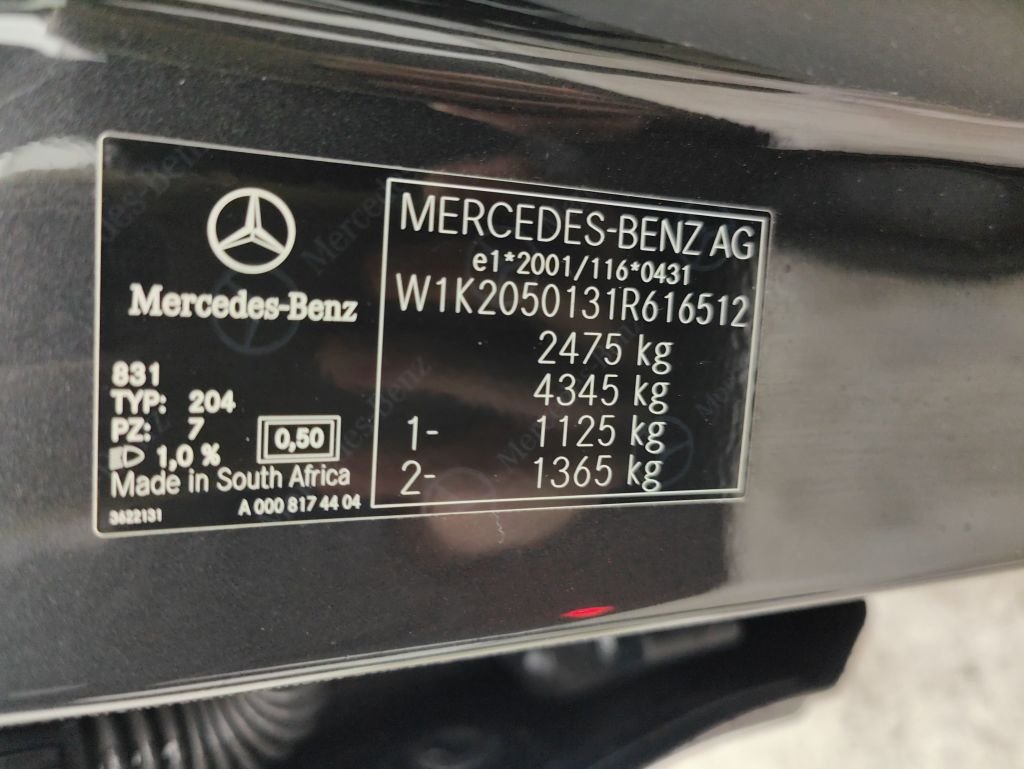 Mercedes-Benz
831
TYP: 204
PZ: 7
1,0 %
0,50
Made in South Africa
3622131
A 000 817 44 04
MERCEDES-BENZ AG
e1*2001/116*0431
W1K2050131R616512
2475 kg
4345 kg
1- 1125 kg
2- 1365 kg